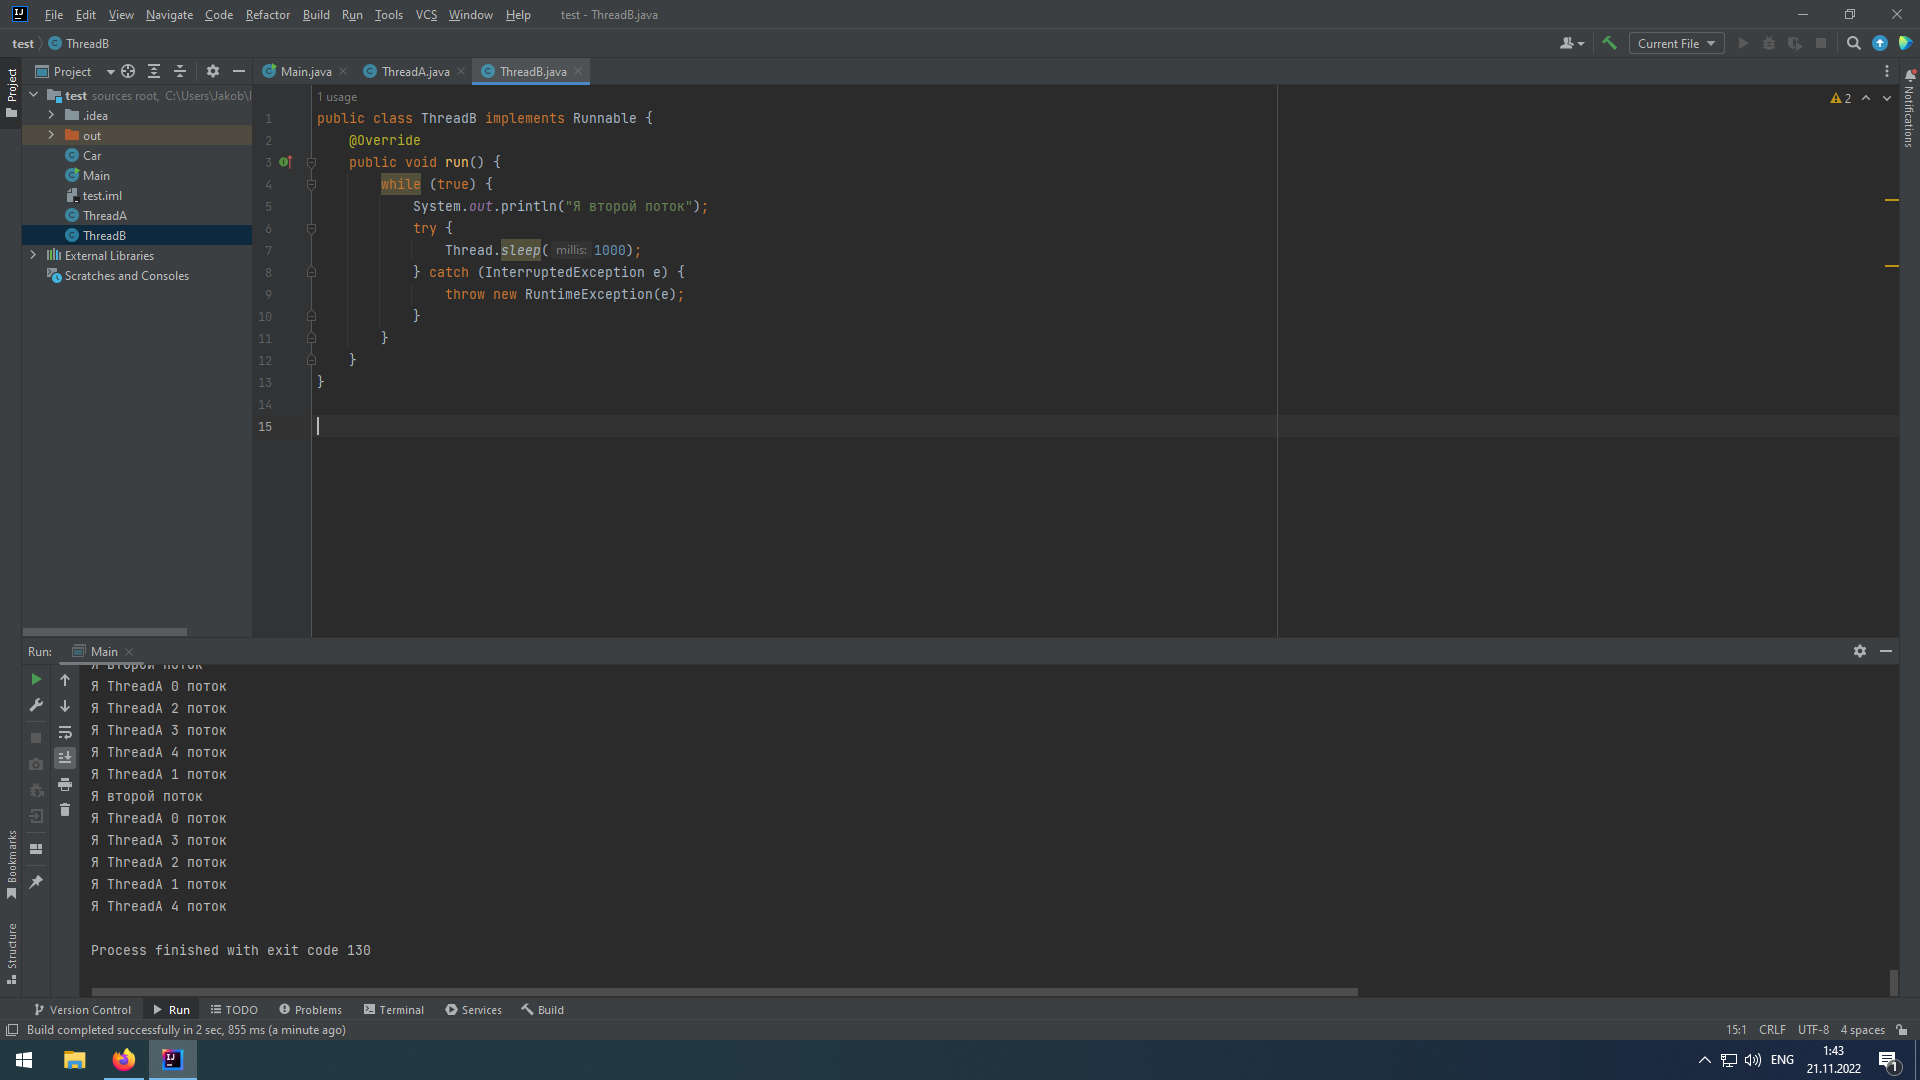 File Edit View Navigate Code Refactor Build Run Tools VCS Window Help test - ThreadB.java
test ThreadB Current File
Project Main.java ThreadA.java ThreadB.java
test sources root, C:\Users\Jakob\
.idea
out
Car
Main
test.iml
ThreadA
ThreadB
External Libraries
Scratches and Consoles
Project
Bookmarks
Structure
Notifications
1 usage
2
1 public class ThreadB implements Runnable {
2 @Override
3 public void run() {
4 while (true) {
5 System.out.println("Я второй поток");
6 try {
7 Thread.sleep( millis: 1000);
8 } catch (InterruptedException e) {
9 throw new RuntimeException(e);
10 }
11 }
12 }
13 }
14
15
Run: Main
Я второй поток
Я ThreadA 0 поток
Я ThreadA 2 поток
Я ThreadA 3 поток
Я ThreadA 4 поток
Я ThreadA 1 поток
Я второй поток
Я ThreadA 0 поток
Я ThreadA 3 поток
Я ThreadA 2 поток
Я ThreadA 1 поток
Я ThreadA 4 поток
Process finished with exit code 130
Version Control Run TODO Problems Terminal Services Build
Build completed successfully in 2 sec, 855 ms (a minute ago) 15:1 CRLF UTF-8 4 spaces
ENG 1:43
21.11.2022
1